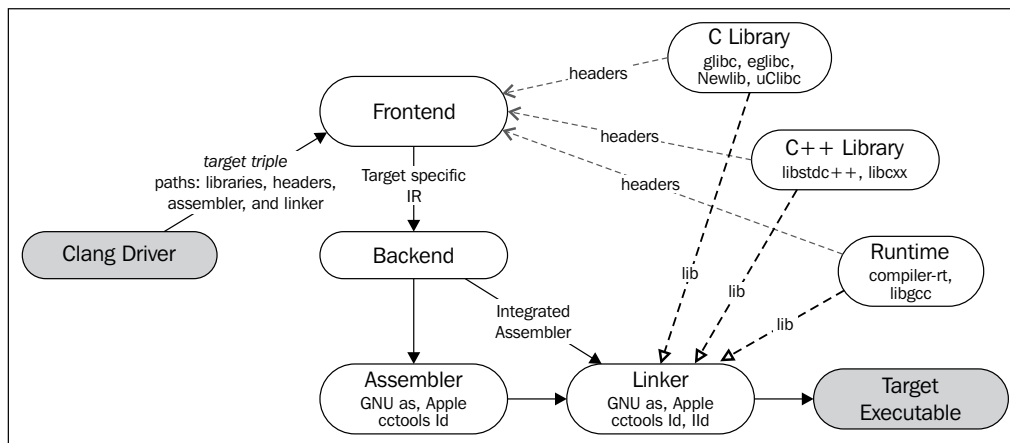 C Library
glibc, eglibc,
Newlib, uClibc
headers
Frontend
headers
C++ Library
libstdc++, libcxx
target triple
paths: libraries, headers,
assembler, and linker
Target specific
IR
headers
Clang Driver
Backend
Runtime
compiler-rt,
libgcc
lib
lib
lib
Integrated
Assembler
Assembler
GNU as, Apple
cctools ld
Linker
GNU as, Apple
cctools ld, lld
Target
Executable